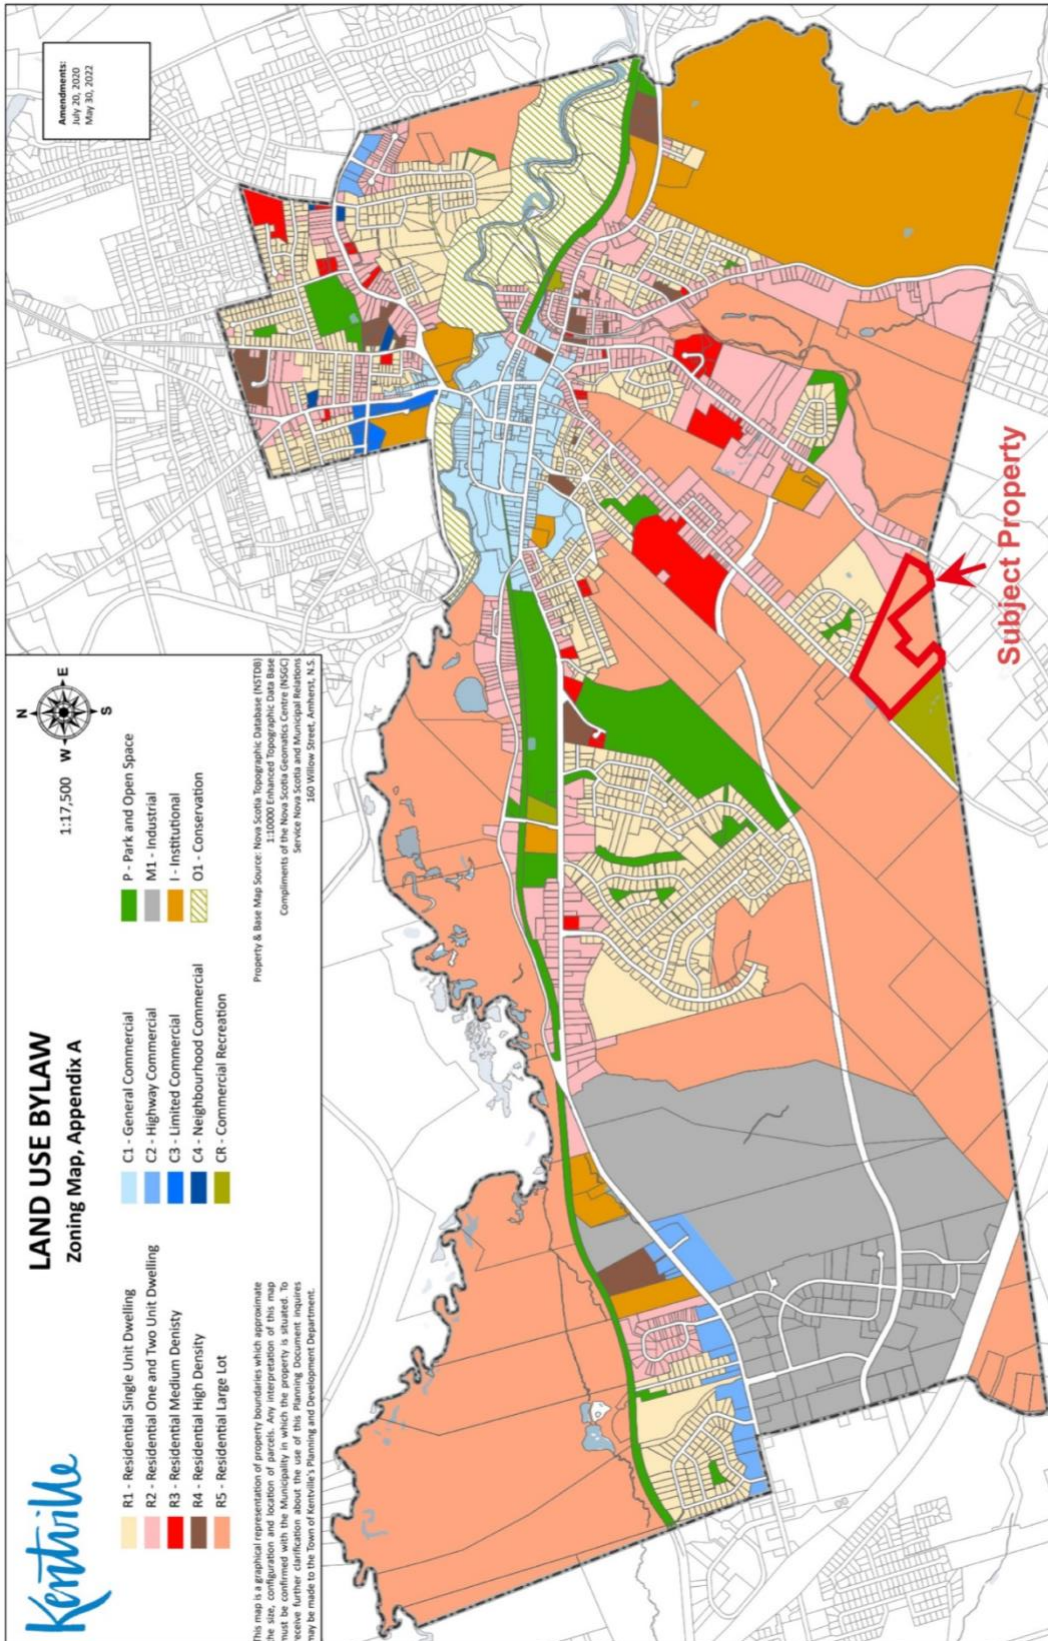 Kentville
LAND USE BYLAW
Zoning Map, Appendix A
1:17,500
N
W
E
S
R1 - Residential Single Unit Dwelling
R2 - Residential One and Two Unit Dwelling
R3 - Residential Medium Denisty
R4 - Residential High Density
R5 - Residential Large Lot
C1 - General Commercial
C2 - Highway Commercial
C3 - Limited Commercial
C4 - Neighbourhood Commercial
CR - Commercial Recreation
P - Park and Open Space
M1 - Industrial
I - Institutional
O1 - Conservation
This map is a graphical representation of property boundaries which approximate
the size, configuration and location of parcels. Any interpretation of this map
must be confirmed with the Municipality in which the property is situated. To
receive further clarification about the use of this Planning Document inquires
may be made to the Town of Kentville's Planning and Development Department.
Property & Base Map Source: Nova Scotia Topographic Database (NSTDB)
1:10000 Enhanced Topographic Data Base
Compliments of the Nova Scotia Geomatics Centre (NSGC)
Service Nova Scotia and Municipal Relations
160 Willow Street, Amherst, N.S.
Amendments:
July 20, 2020
May 30, 2022
Subject Property